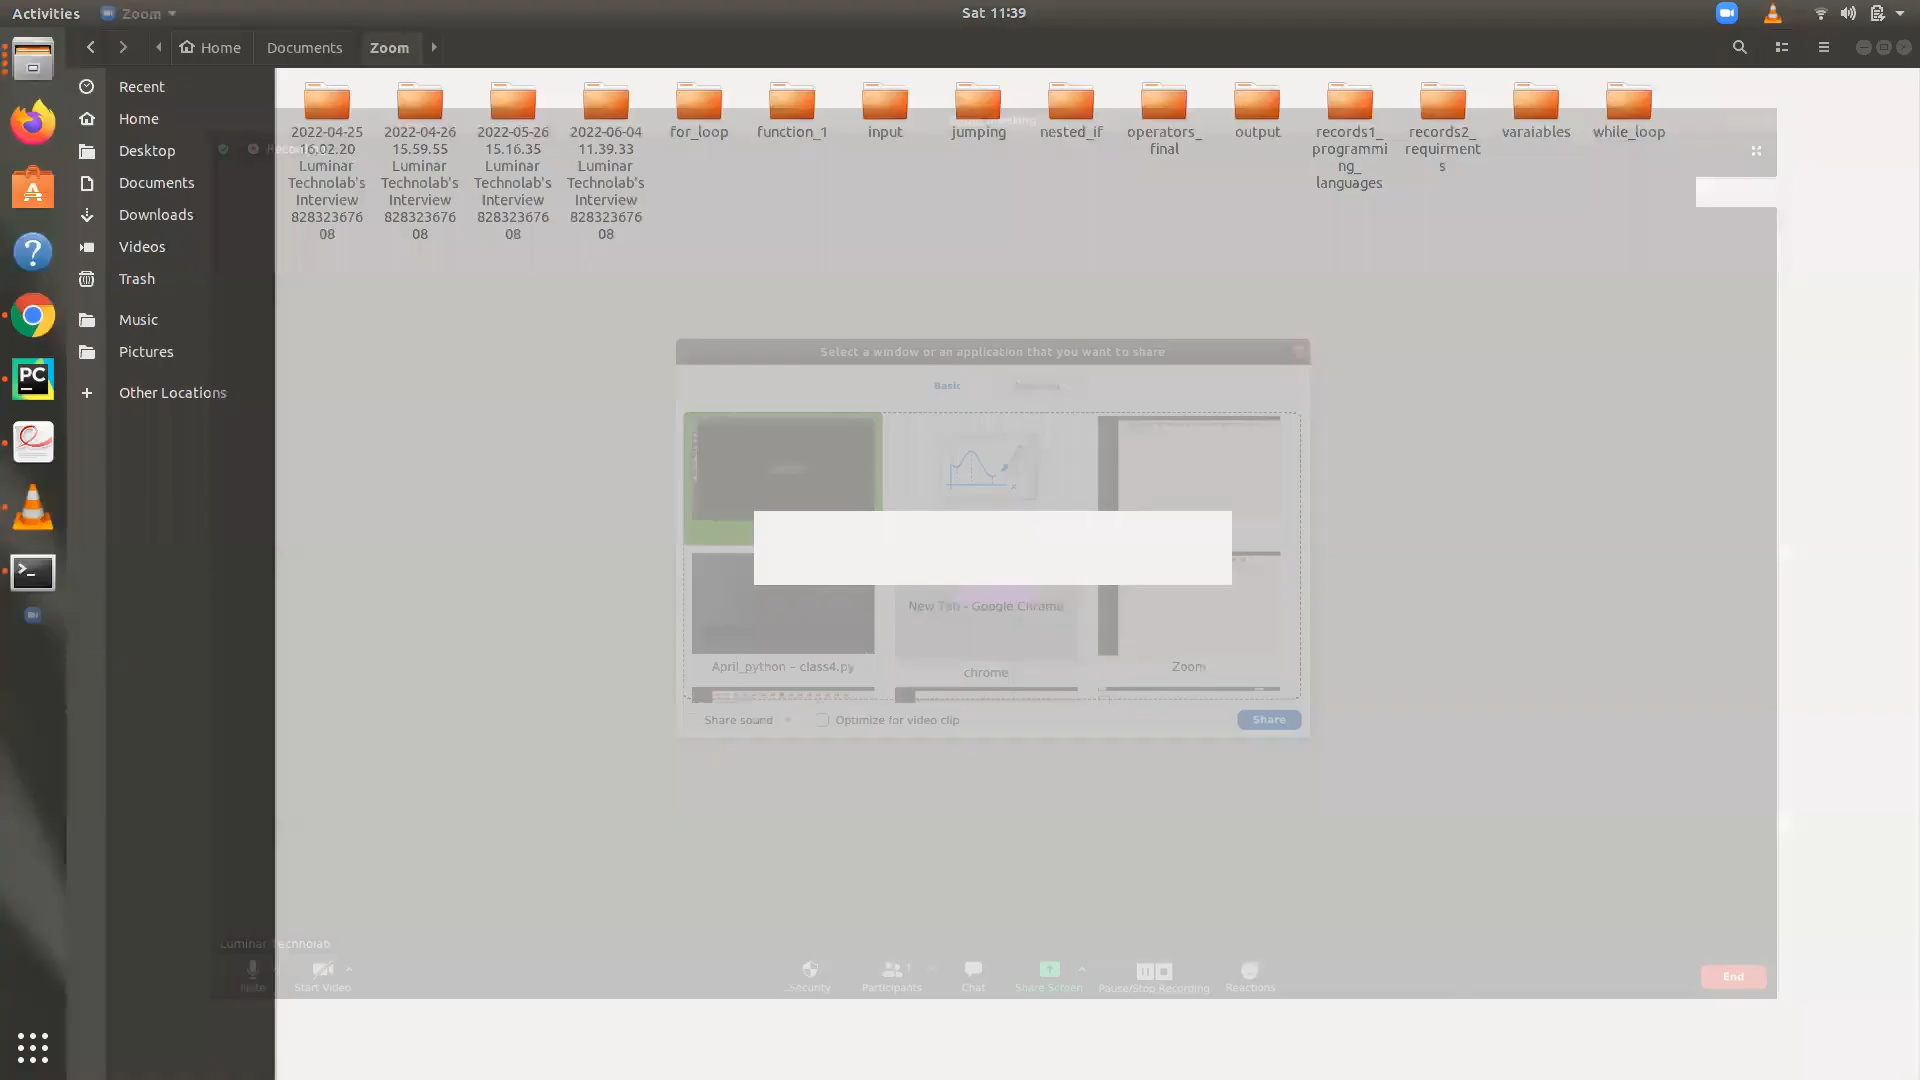 Activities
Zoom
Sat 11:39
Home
Documents
Zoom
Recent
Home
Desktop
Documents
Downloads
Videos
Trash
Music
Pictures
Other Locations
2022-04-25
16.02.20
Luminar
Technolab's
Interview
828323676
08
2022-04-26
15.59.55
Luminar
Technolab's
Interview
828323676
08
2022-05-26
15.16.35
Luminar
Technolab's
Interview
828323676
08
2022-06-04
11.39.33
Luminar
Technolab's
Interview
828323676
08
for_loop
function_1
input
jumping
nested_if
operators_
final
output
records1_
programmi
ng_
languages
records2_
requirment
s
varaiables
while_loop
Select a window or an application that you want to share
Basic
New Tab - Google Chrome
April_python – class4.py
chrome
Zoom
Share sound
Optimize for video clip
Share
Luminar Technolab
Mute
Start Video
Security
Participants
1
Chat
Share Screen
Pause/Stop Recording
Reactions
End
PC